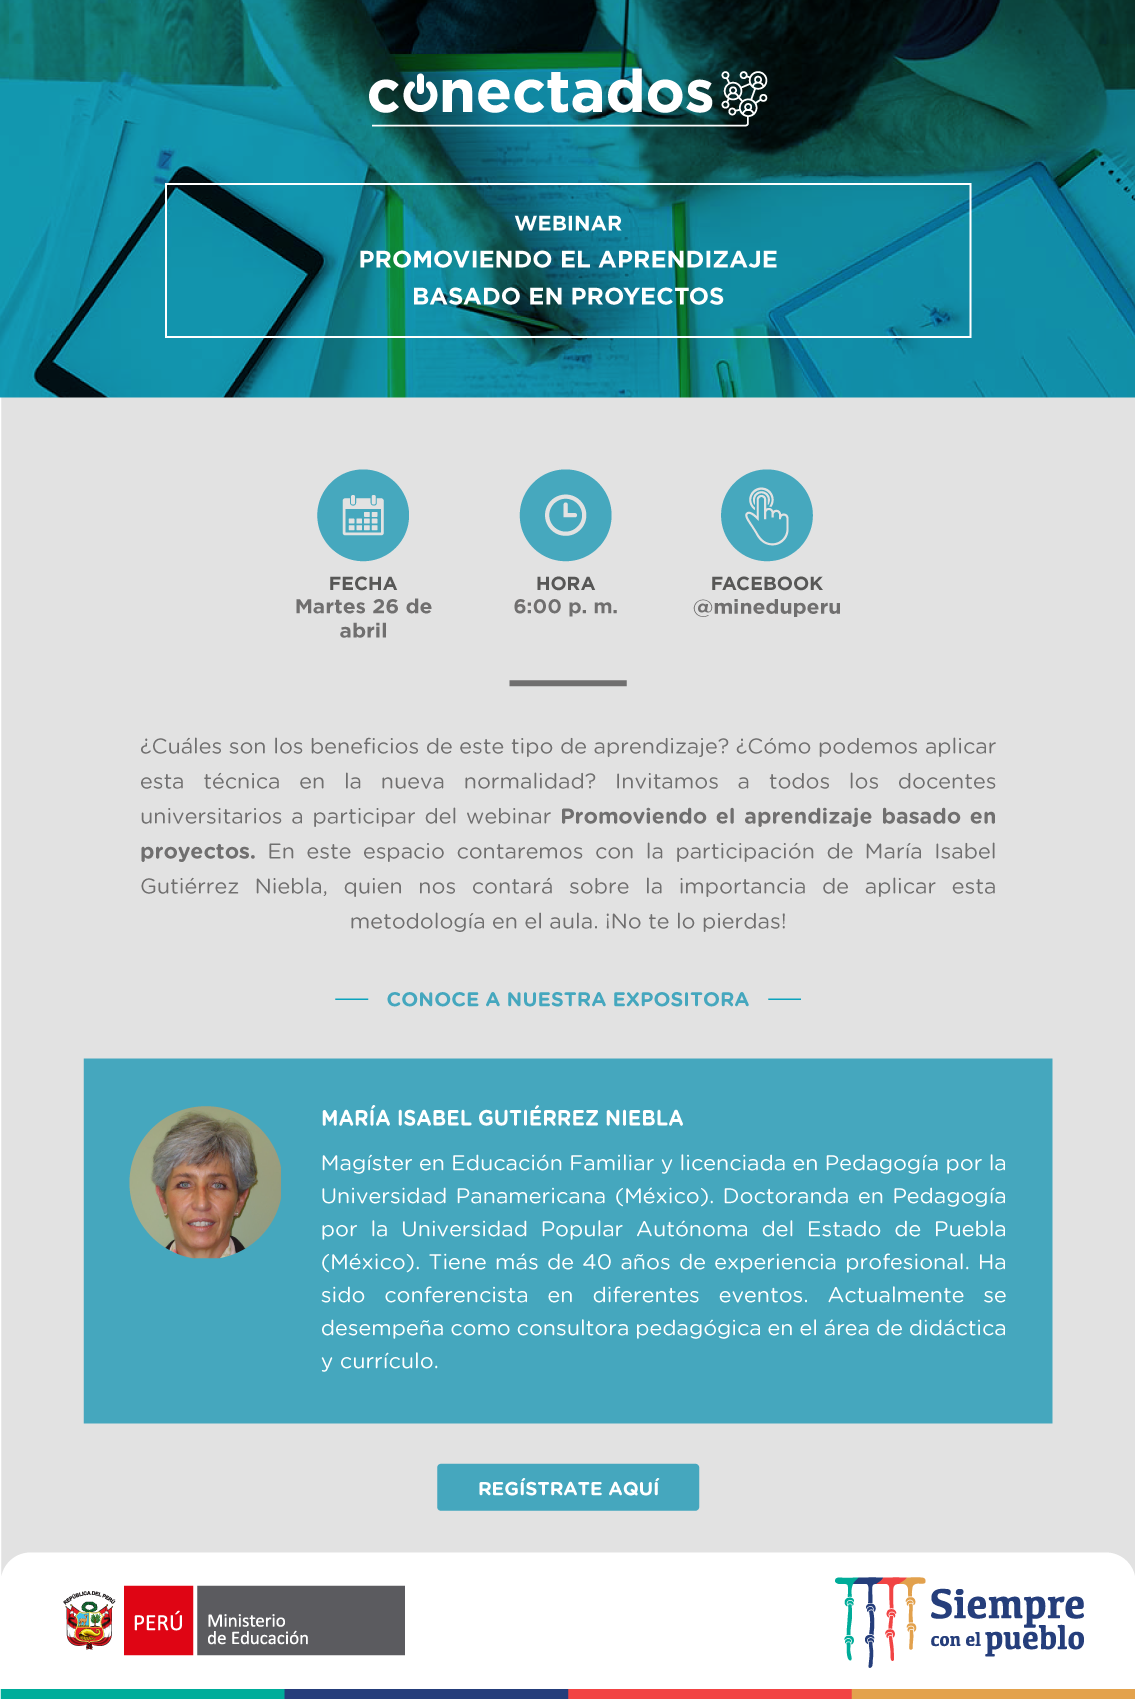 conectados
WEBINAR
PROMOVIENDO EL APRENDIZAJE
BASADO EN PROYECTOS
FECHA
Martes 26 de
abril
HORA
6:00 p. m.
FACEBOOK
@mineduperu
¿Cuáles son los beneficios de este tipo de aprendizaje? ¿Cómo podemos aplicar
esta técnica en la nueva normalidad? Invitamos a todos los docentes
universitarios a participar del webinar Promoviendo el aprendizaje basado en
proyectos. En este espacio contaremos con la participación de María Isabel
Gutiérrez Niebla, quien nos contará sobre la importancia de aplicar esta
metodología en el aula. ¡No te lo pierdas!
CONOCE A NUESTRA EXPOSITORA
MARÍA ISABEL GUTIÉRREZ NIEBLA
Magíster en Educación Familiar y licenciada en Pedagogía por la
Universidad Panamericana (México). Doctoranda en Pedagogía
por la Universidad Popular Autónoma del Estado de Puebla
(México). Tiene más de 40 años de experiencia profesional. Ha
sido conferencista en diferentes eventos. Actualmente se
desempeña como consultora pedagógica en el área de didáctica
y currículo.
REGÍSTRATE AQUÍ
REPÚBLICA DEL PERÚ
PERÚ
Ministerio
de Educación
Siempre
con el pueblo